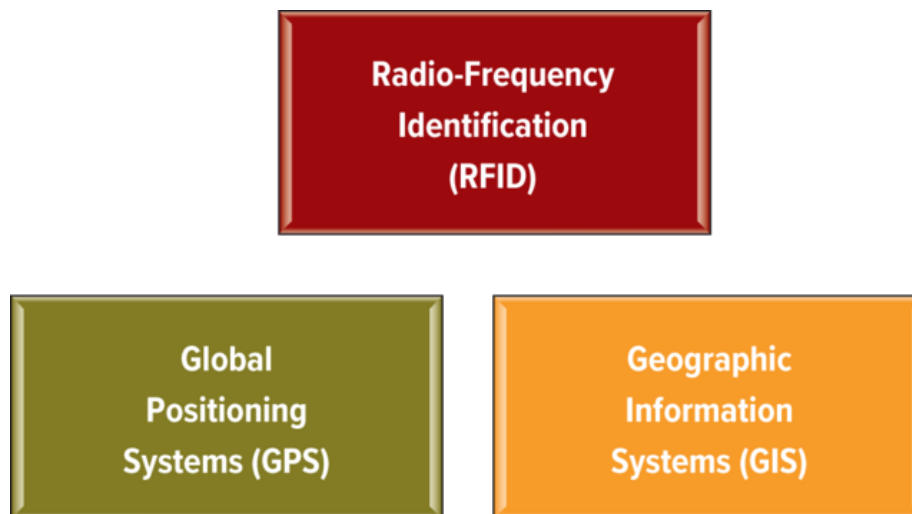 Radio-Frequency
Identification
(RFID)
Global
Positioning
Systems (GPS)
Geographic
Information
Systems (GIS)